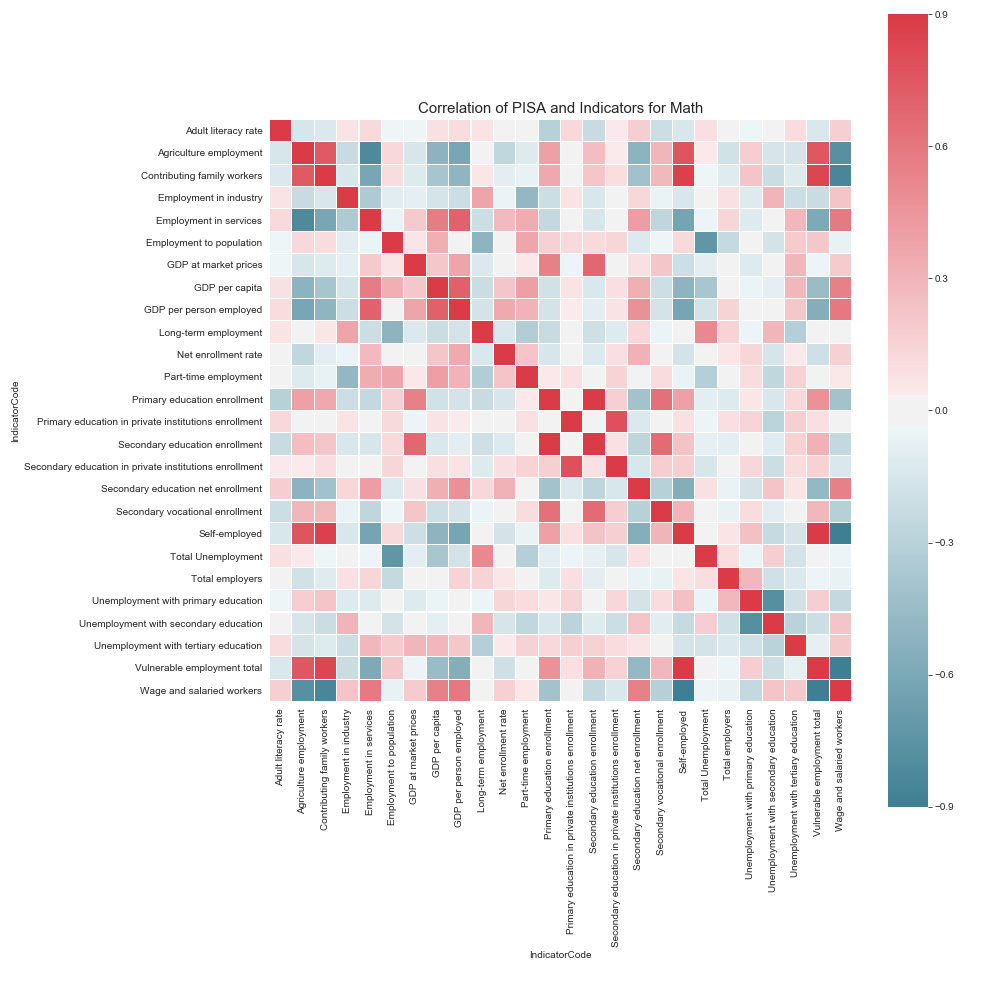 Correlation of PISA and Indicators for Math
IndicatorCode
Adult literacy rate
Agriculture employment
Contributing family workers
Employment in industry
Employment in services
Employment to population
GDP at market prices
GDP per capita
GDP per person employed
Long-term employment
Net enrollment rate
Part-time employment
Primary education enrollment
Primary education in private institutions enrollment
Secondary education enrollment
Secondary education in private institutions enrollment
Secondary education net enrollment
Secondary vocational enrollment
Self-employed
Total Unemployment
Total employers
Unemployment with primary education
Unemployment with secondary education
Unemployment with tertiary education
Vulnerable employment total
Wage and salaried workers
Adult literacy rate
Agriculture employment
Contributing family workers
Employment in industry
Employment in services
Employment to population
GDP at market prices
GDP per capita
GDP per person employed
Long-term employment
Net enrollment rate
Part-time employment
Primary education enrollment
Primary education in private institutions enrollment
Secondary education enrollment
Secondary education in private institutions enrollment
Secondary education net enrollment
Secondary vocational enrollment
Self-employed
Total Unemployment
Total employers
Unemployment with primary education
Unemployment with secondary education
Unemployment with tertiary education
Vulnerable employment total
Wage and salaried workers
IndicatorCode
0.9
0.6
0.3
0.0
−0.3
−0.6
−0.9